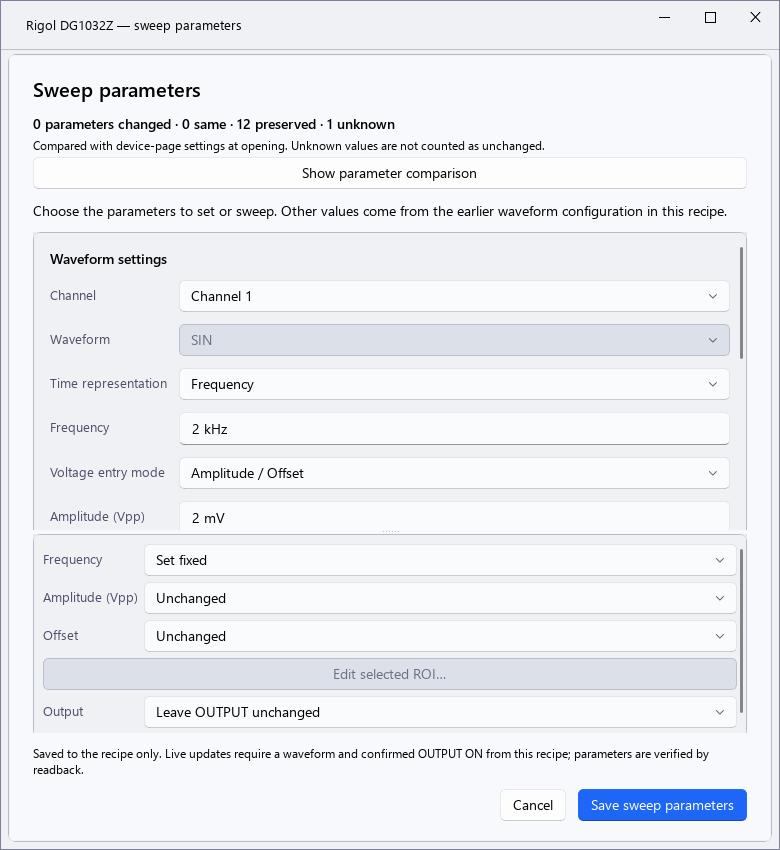 Rigol DG1032Z — sweep parameters
Sweep parameters
0 parameters changed · 0 same · 12 preserved · 1 unknown
Compared with device-page settings at opening. Unknown values are not counted as unchanged.
Show parameter comparison
Choose the parameters to set or sweep. Other values come from the earlier waveform configuration in this recipe.
Waveform settings
Channel
Channel 1
Waveform
SIN
Time representation
Frequency
Frequency
2 kHz
Voltage entry mode
Amplitude / Offset
Amplitude (Vpp)
2 mV
Frequency
Set fixed
Amplitude (Vpp)
Unchanged
Offset
Unchanged
Edit selected ROI...
Output
Leave OUTPUT unchanged
Saved to the recipe only. Live updates require a waveform and confirmed OUTPUT ON from this recipe; parameters are verified by
readback.
Cancel
Save sweep parameters